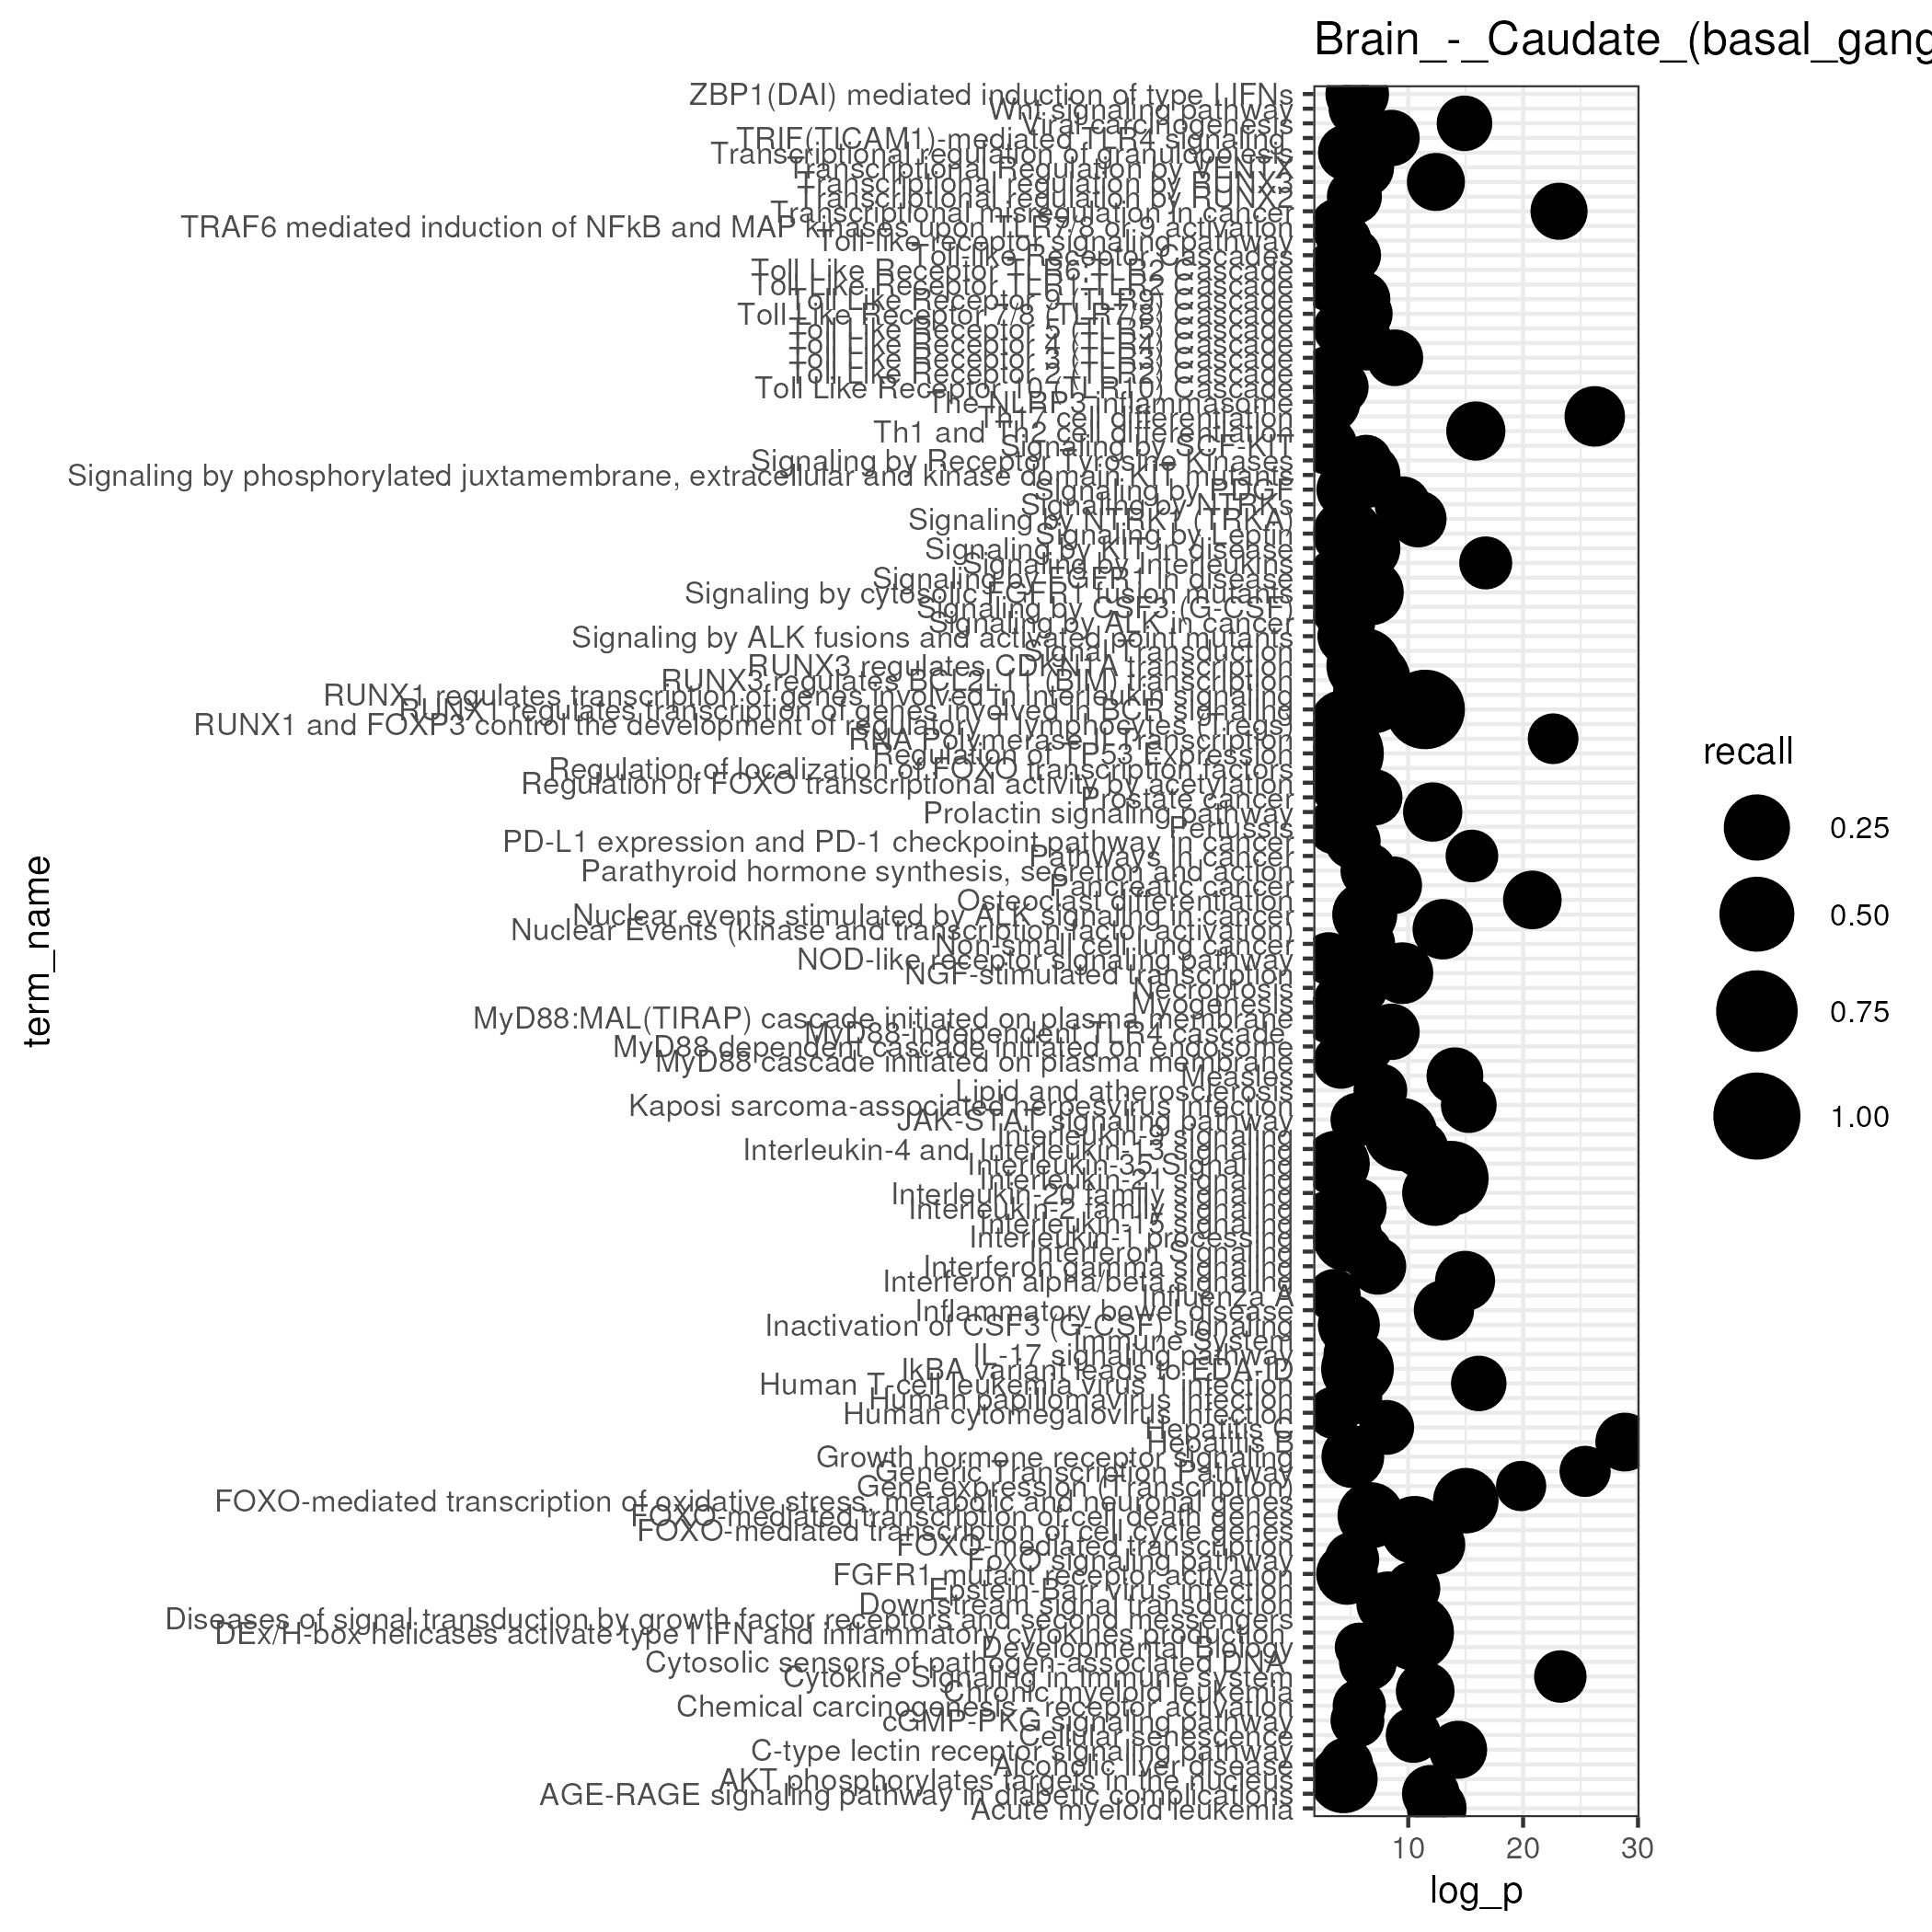 Brain_-_Caudate_(basal_gang
ZBP1(DAI) mediated induction of type I IFNs
Wnt signaling pathway
Viral carcinogenesis
TRIF(TICAM1)-mediated TLR4 signaling
Transcriptional regulation of granulopoiesis
Transcriptional Regulation by VENTX
Transcriptional regulation by RUNX3
Transcriptional regulation by RUNX2
Transcriptional misregulation in cancer
TRAF6 mediated induction of NFkB and MAP kinases upon TLR7/8 or 9 activation
Toll-like receptor signaling pathway
Toll-like Receptor Cascades
Toll Like Receptor TLR6:TLR2 Cascade
Toll Like Receptor TLR1:TLR2 Cascade
Toll Like Receptor 9 (TLR9) Cascade
Toll Like Receptor 7/8 (TLR7/8) Cascade
Toll Like Receptor 5 (TLR5) Cascade
Toll Like Receptor 4 (TLR4) Cascade
Toll Like Receptor 3 (TLR3) Cascade
Toll Like Receptor 2 (TLR2) Cascade
Toll Like Receptor 10 (TLR10) Cascade
The NLRP3 inflammasome
Th17 cell differentiation
Th1 and Th2 cell differentiation
Signaling by SCF-KIT
Signaling by Receptor Tyrosine Kinases
Signaling by phosphorylated juxtamembrane, extracellular and kinase domain KIT mutants
Signaling by PDGF
Signaling by NTRKs
Signaling by NTRK1 (TRKA)
Signaling by Leptin
Signaling by KIT in disease
Signaling by Interleukins
Signaling by FGFR1 in disease
Signaling by cytosolic FGFR1 fusion mutants
Signaling by CSF3 (G-CSF)
Signaling by ALK in cancer
Signaling by ALK fusions and activated point mutants
Signal Transduction
RUNX3 regulates CDKN1A transcription
RUNX3 regulates BCL2L11 (BIM) transcription
RUNX1 regulates transcription of genes involved in interleukin signaling
RUNX1 regulates transcription of genes involved in BCR signaling
RUNX1 and FOXP3 control the development of regulatory T lymphocytes (Tregs)
RNA Polymerase II Transcription
Regulation of TP53 Expression
Regulation of localization of FOXO transcription factors
Regulation of FOXO transcriptional activity by acetylation
Prostate cancer
Prolactin signaling pathway
Pertussis
PD-L1 expression and PD-1 checkpoint pathway in cancer
Pathways in cancer
Parathyroid hormone synthesis, secretion and action
Pancreatic cancer
Osteoclast differentiation
Nuclear events stimulated by ALK signaling in cancer
Nuclear Events (kinase and transcription factor activation)
Non-small cell lung cancer
NOD-like receptor signaling pathway
NGF-stimulated transcription
Necroptosis
Myogenesis
MyD88:MAL(TIRAP) cascade initiated on plasma membrane
MyD88-independent TLR4 cascade
MyD88 dependent cascade initiated on endosome
MyD88 cascade initiated on plasma membrane
Measles
Lipid and atherosclerosis
Kaposi sarcoma-associated herpesvirus infection
JAK-STAT signaling pathway
Interleukin-9 signaling
Interleukin-4 and Interleukin-13 signaling
Interleukin-35 Signalling
Interleukin-21 signaling
Interleukin-20 family signaling
Interleukin-2 family signaling
Interleukin-15 signaling
Interleukin-1 processing
Interferon Signaling
Interferon gamma signaling
Interferon alpha/beta signaling
Influenza A
Inflammatory bowel disease
Inactivation of CSF3 (G-CSF) signaling
Immune System
IL-17 signaling pathway
IkBA variant leads to EDA-ID
Human T-cell leukemia virus 1 infection
Human papillomavirus infection
Human cytomegalovirus infection
Hepatitis C
Hepatitis B
Growth hormone receptor signaling
Generic Transcription Pathway
Gene expression (Transcription)
FOXO-mediated transcription of oxidative stress, metabolic and neuronal genes
FOXO-mediated transcription of cell death genes
FOXO-mediated transcription of cell cycle genes
FOXO-mediated transcription
FoxO signaling pathway
FGFR1 mutant receptor activation
Epstein-Barr virus infection
Downstream signal transduction
Diseases of signal transduction by growth factor receptors and second messengers
DEx/H-box helicases activate type I IFN and inflammatory cytokines production
Developmental Biology
Cytosolic sensors of pathogen-associated DNA
Cytokine Signaling in Immune system
Chronic myeloid leukemia
Chemical carcinogenesis - receptor activation
cGMP-PKG signaling pathway
Cellular senescence
C-type lectin receptor signaling pathway
Alcoholic liver disease
AKT phosphorylates targets in the nucleus
AGE-RAGE signaling pathway in diabetic complications
Acute myeloid leukemia
term_name
10 20 30
log_p
recall
0.25
0.50
0.75
1.00